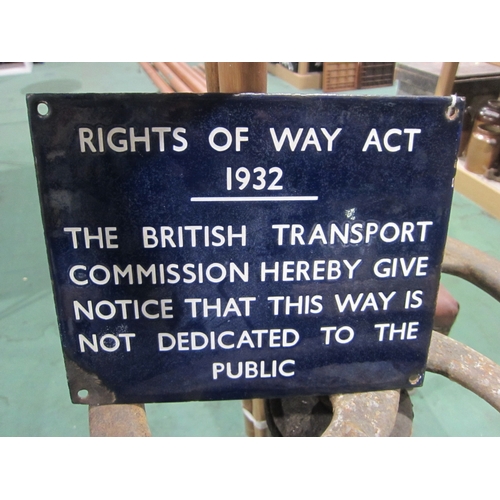 RIGHTS OF WAY ACT
1932
THE BRITISH TRANSPORT
COMMISSION HEREBY GIVE
NOTICE THAT THIS WAY IS
NOT DEDICATED TO THE
PUBLIC